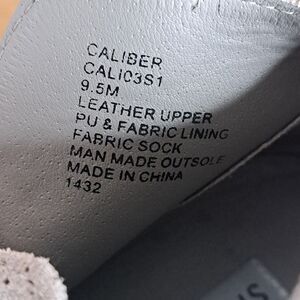 CALIBER
CALI03S1
9.5M
LEATHER UPPER
PU & FABRIC LINING
FABRIC SOCK
MAN MADE OUTSOLE
MADE IN CHINA
1432